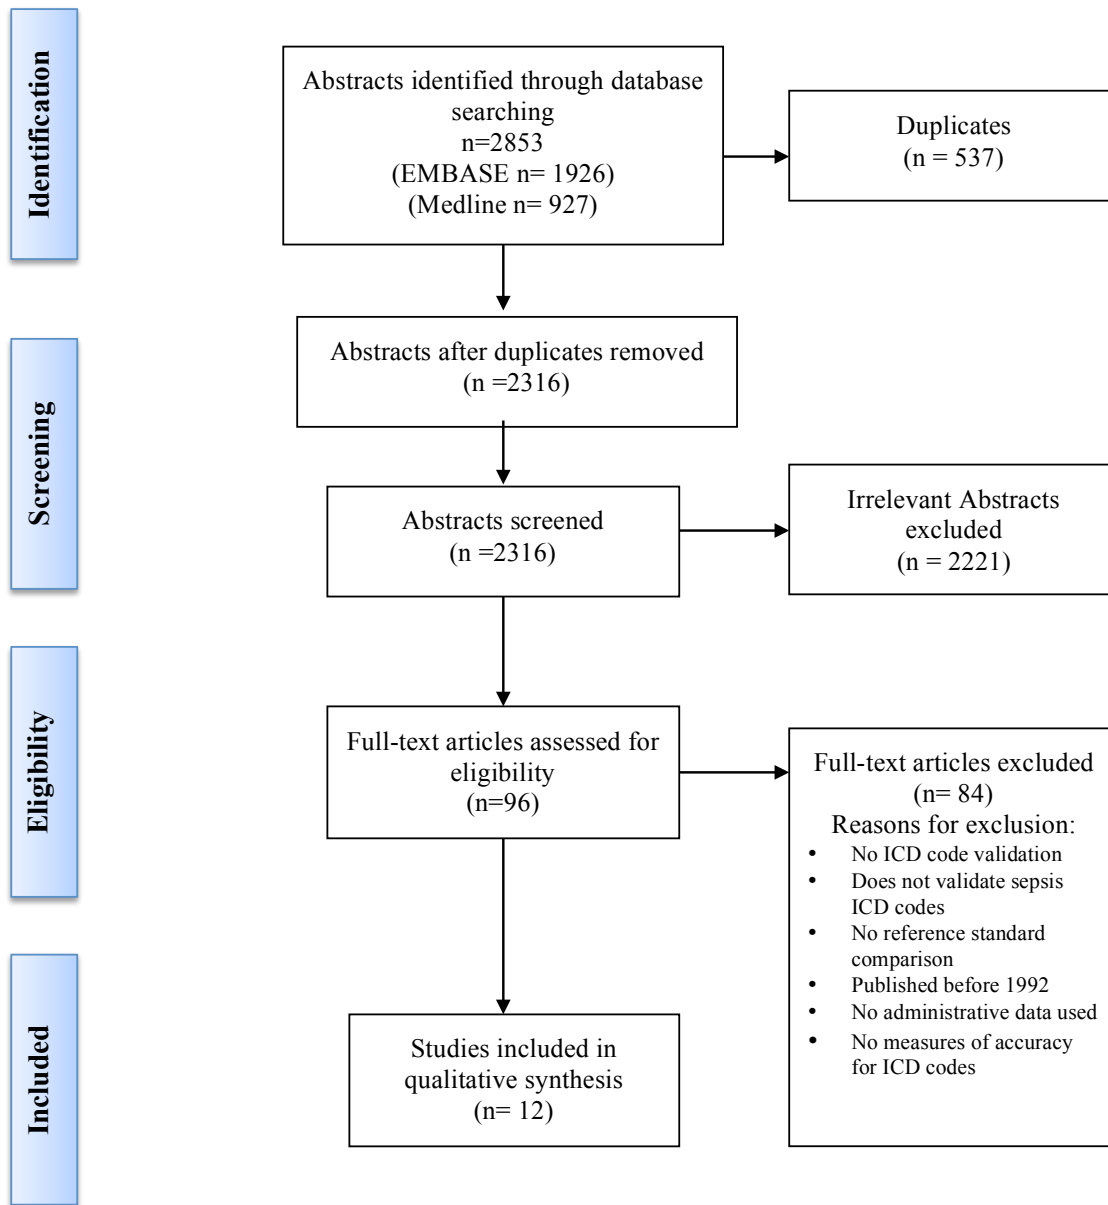 Identification
Abstracts identified through database
searching
n=2853
(EMBASE n= 1926)
(Medline n= 927)
Duplicates
(n = 537)
Screening
Abstracts after duplicates removed
(n =2316)
Abstracts screened
(n =2316)
Irrelevant Abstracts
excluded
(n = 2221)
Eligibility
Full-text articles assessed for
eligibility
(n=96)
Full-text articles excluded
(n= 84)
Reasons for exclusion:
• No ICD code validation
• Does not validate sepsis
ICD codes
• No reference standard
comparison
• Published before 1992
• No administrative data used
• No measures of accuracy
for ICD codes
Included
Studies included in
qualitative synthesis
(n= 12)